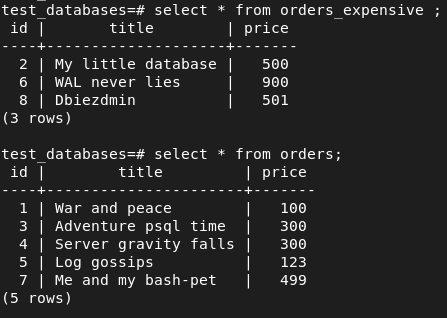 test_databases=# select * from orders_expensive ;
 id |       title        | price
----+--------------------+-------
  2 | My little database |   500
  6 | WAL never lies     |   900
  8 | Dbiezdmin          |   501
(3 rows)

test_databases=# select * from orders;
 id |        title         | price
----+----------------------+-------
  1 | War and peace        |   100
  3 | Adventure psql time  |   300
  4 | Server gravity falls |   300
  5 | Log gossips          |   123
  7 | Me and my bash-pet   |   499
(5 rows)